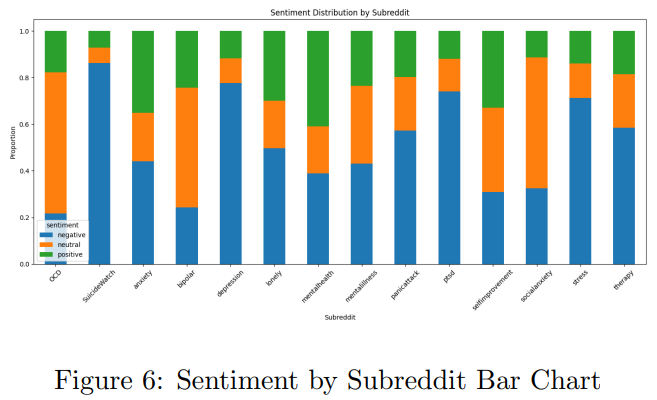 Sentiment Distribution by Subreddit
1.0
0.8
0.6
0.4
0.2
0.0
Proportion
sentiment
negative
neutral
positive
OCD
SuicideWatch
anxiety
bipolar
depression
lonely
mentalhealth
mentalillness
panicattack
ptsd
selfimprovement
socialanxiety
stress
therapy
Subreddit
Figure 6: Sentiment by Subreddit Bar Chart